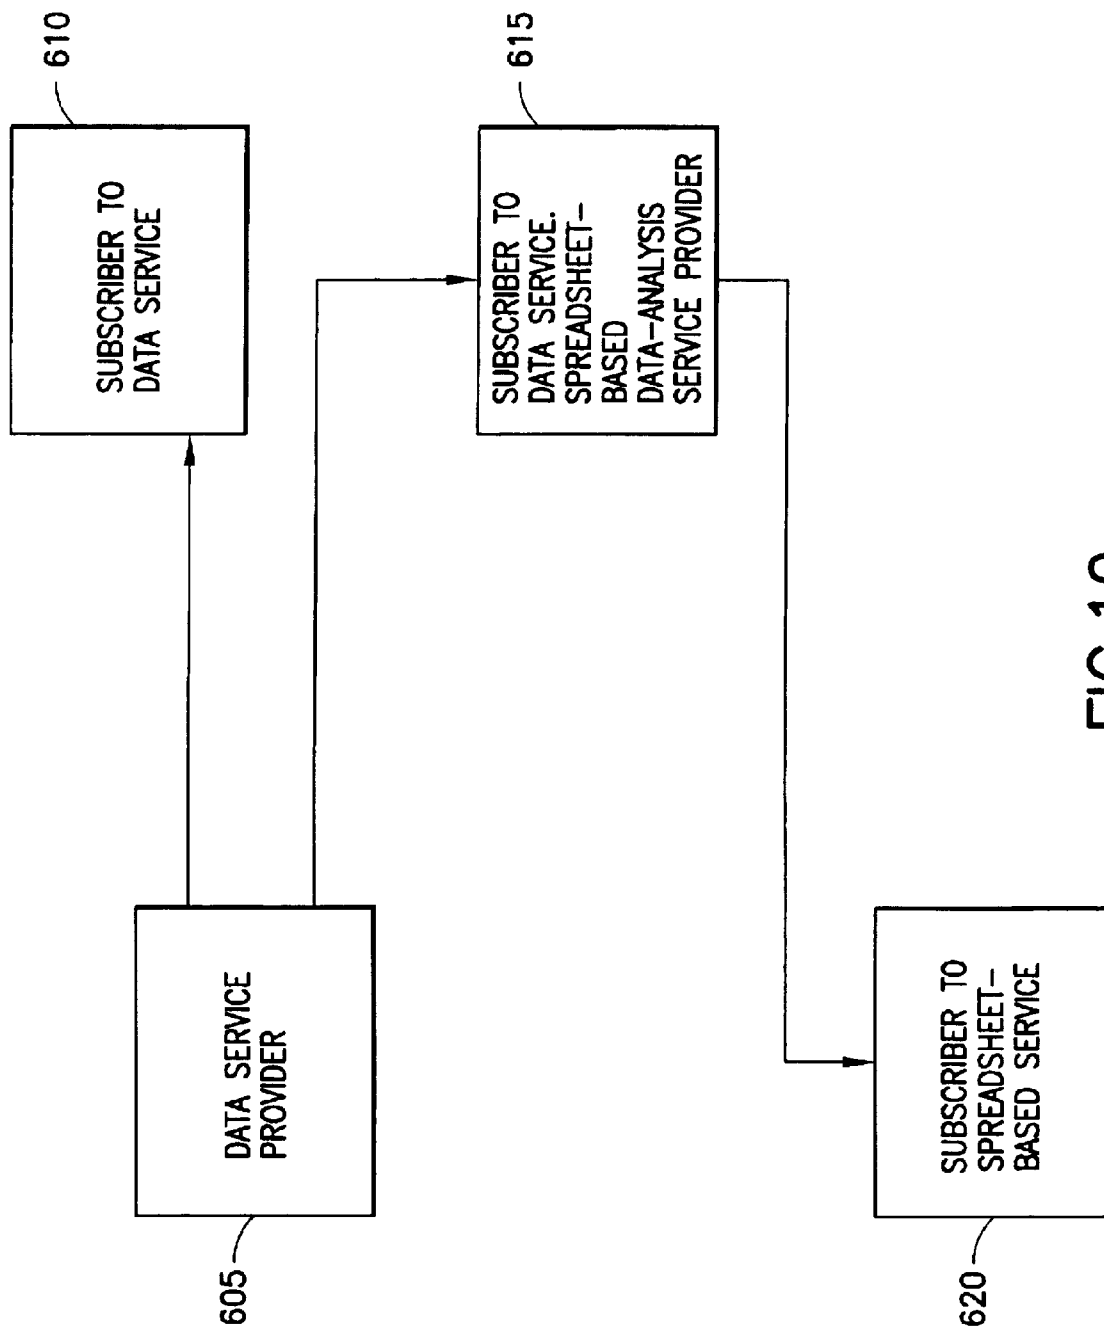 605
DATA SERVICE
PROVIDER
610
SUBSCRIBER TO
DATA SERVICE
615
SUBSCRIBER TO
DATA SERVICE.
SPREADSHEET-
BASED
DATA-ANALYSIS
SERVICE PROVIDER
620
SUBSCRIBER TO
SPREADSHEET-
BASED SERVICE
FIG.